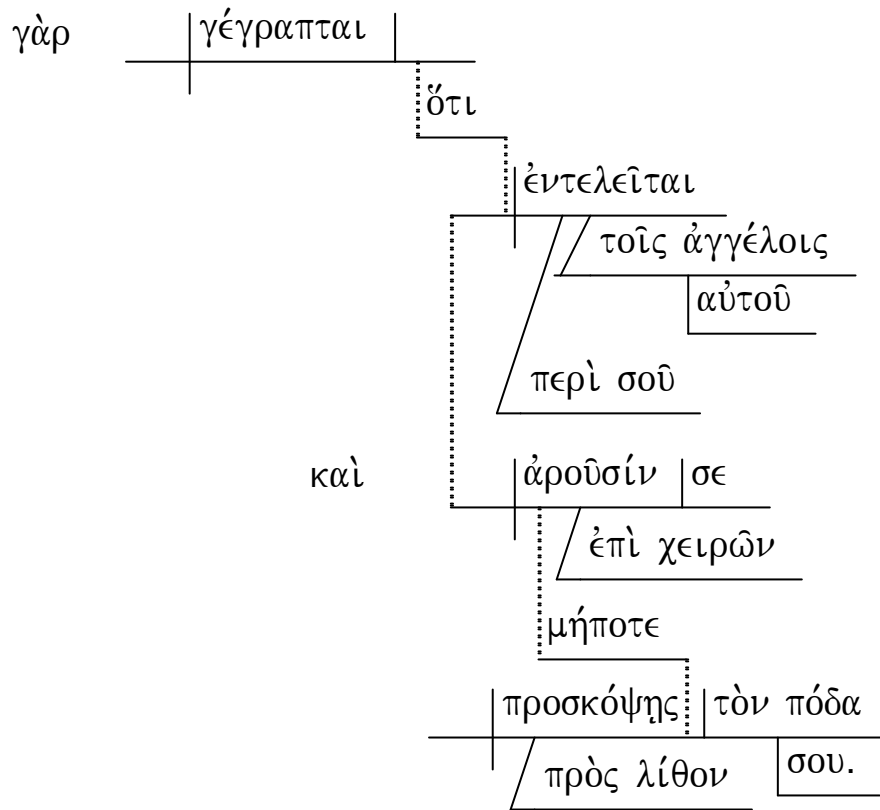 γὰρ γέγραπται
ὅτι
ἐντελεῖται
τοῖς ἀγγέλοις
αὐτοῦ
περὶ σοῦ
καὶ ἀροῦσίν σε
ἐπὶ χειρῶν
μήποτε
προσκόψῃς τὸν πόδα
πρὸς λίθον σου.